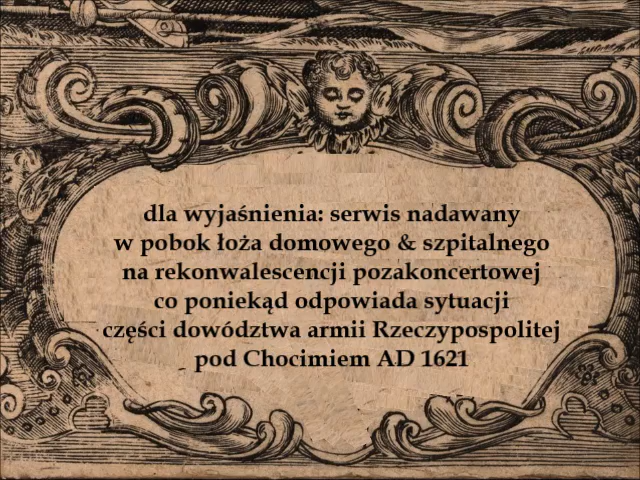 dla wyjaśnienia: serwis nadawany
w pobok łoża domowego & szpitalnego
na rekonwalescencji pozakoncertowej
co poniekąd odpowiada sytuacji
części dowództwa armii Rzeczypospolitej
pod Chocimiem AD 1621